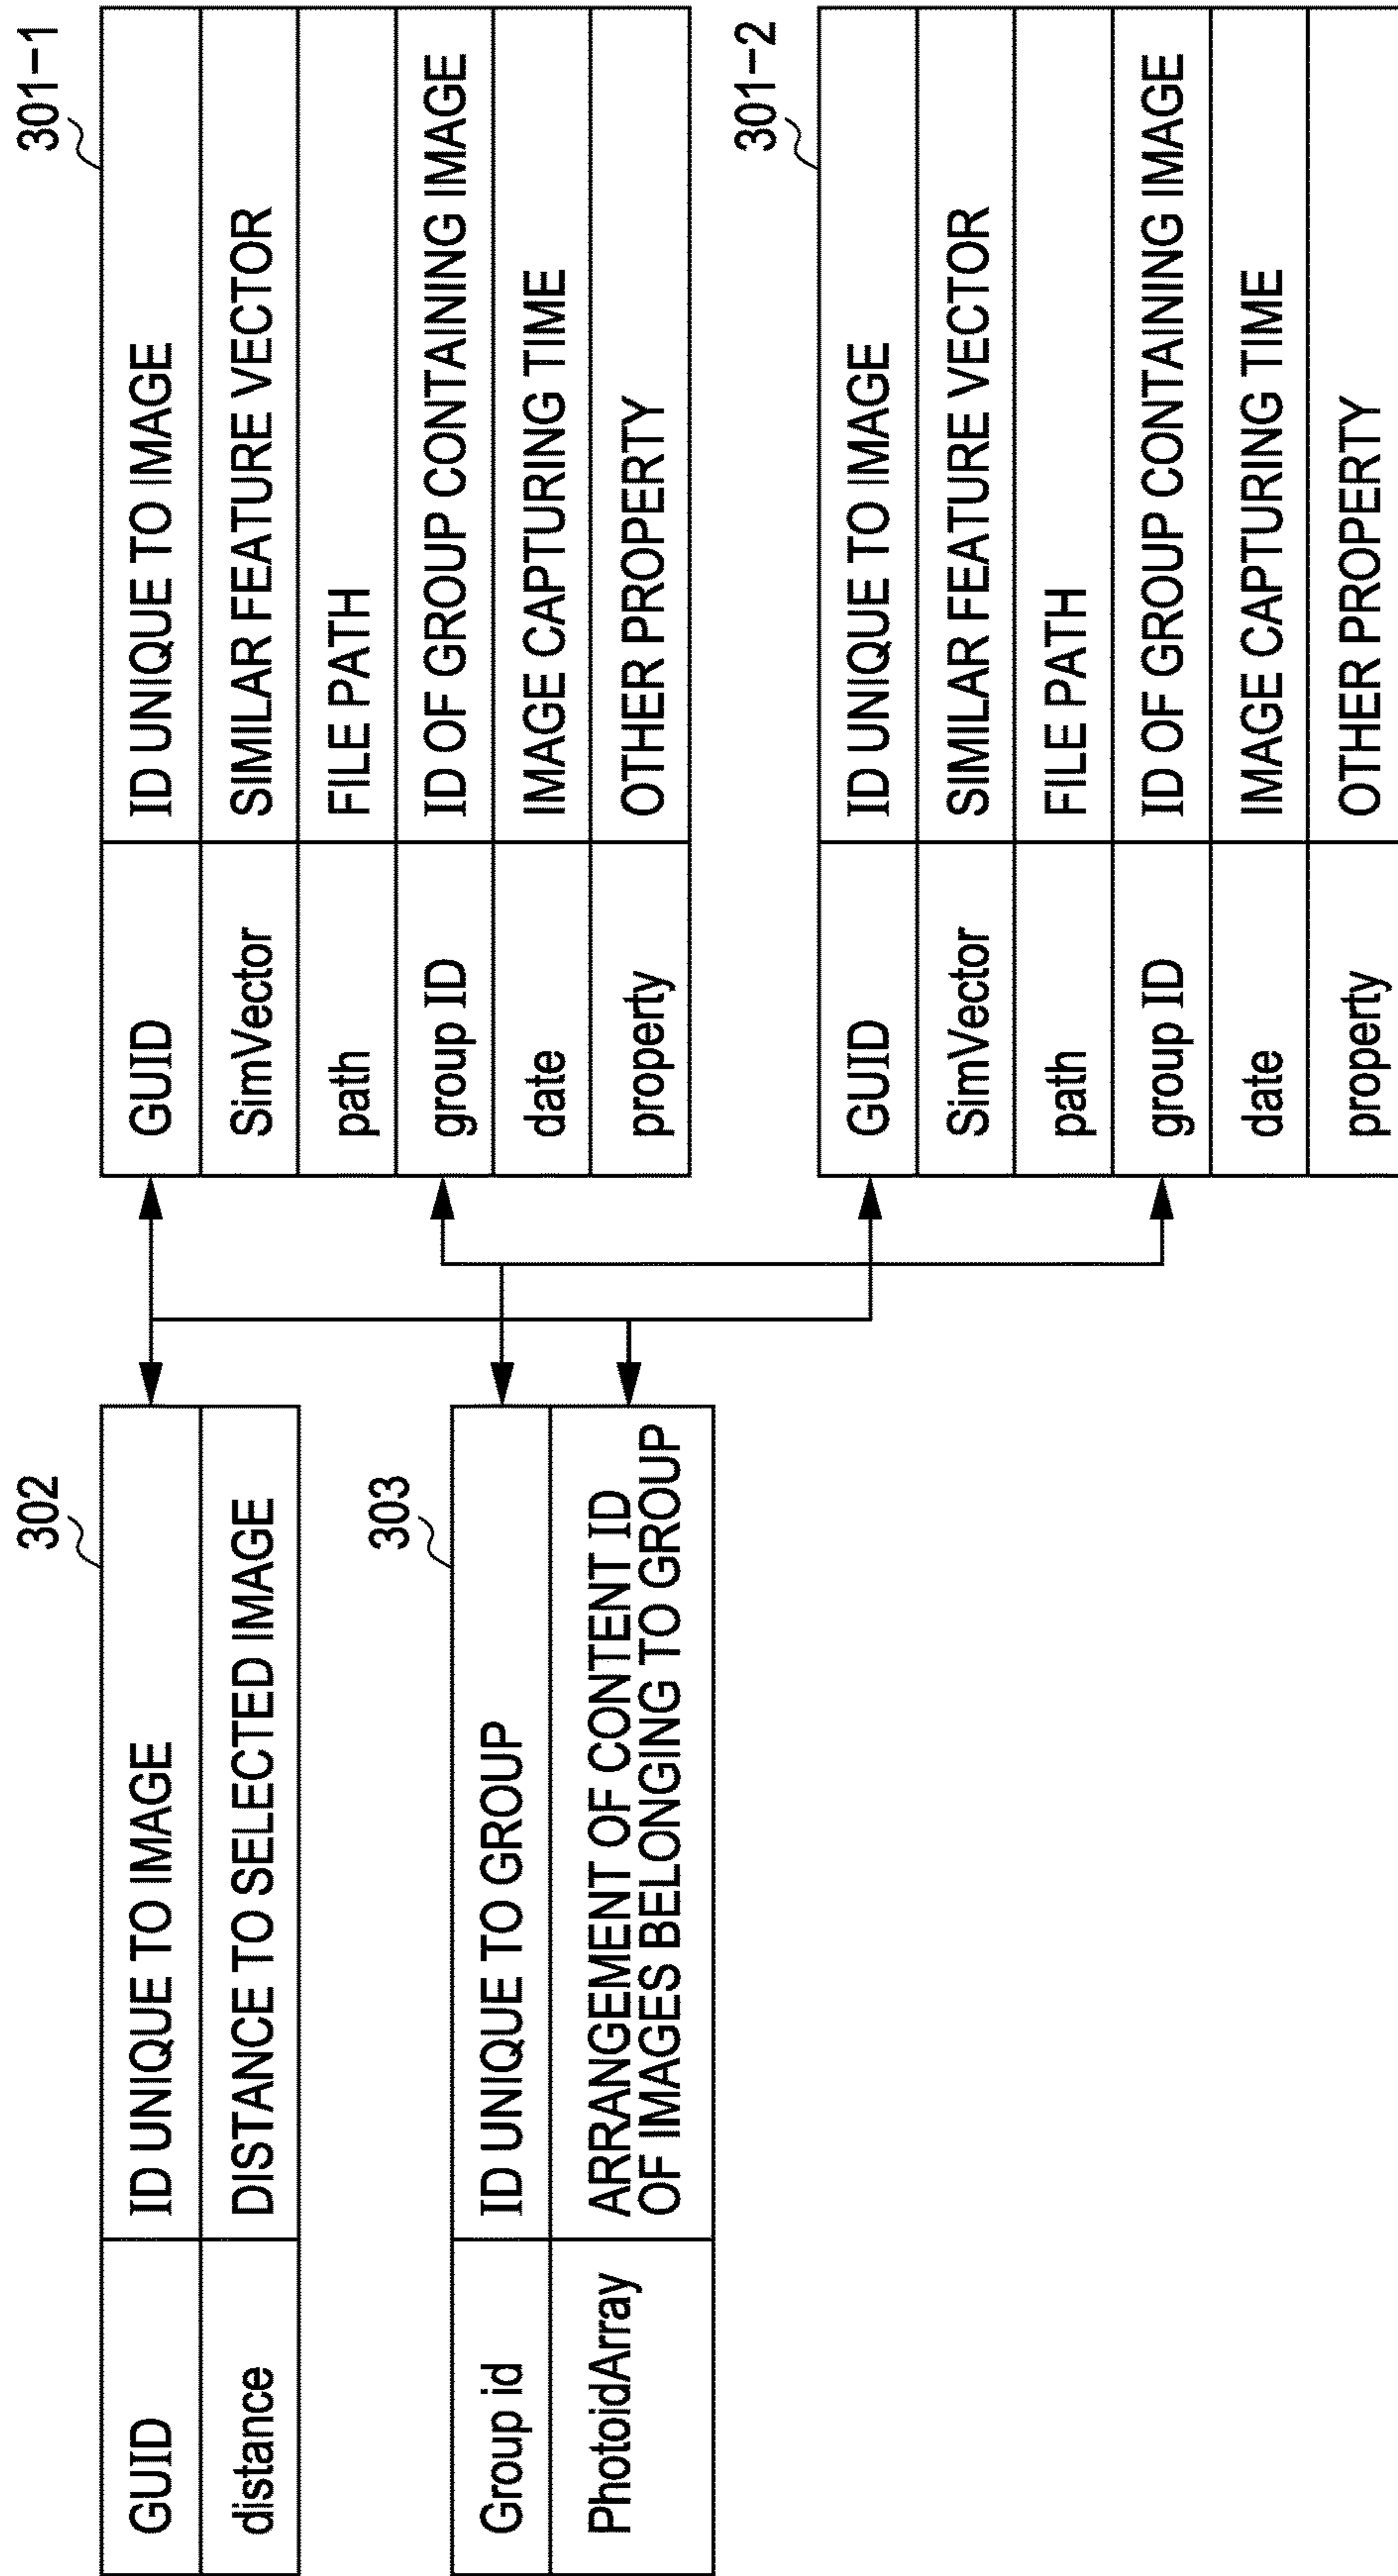 302
GUID ID UNIQUE TO IMAGE
distance DISTANCE TO SELECTED IMAGE
303
Group id ID UNIQUE TO GROUP
PhotoidArray ARRANGEMENT OF CONTENT ID
OF IMAGES BELONGING TO GROUP
301-1
GUID ID UNIQUE TO IMAGE
SimVector SIMILAR FEATURE VECTOR
path FILE PATH
group ID ID OF GROUP CONTAINING IMAGE
date IMAGE CAPTURING TIME
property OTHER PROPERTY
301-2
GUID ID UNIQUE TO IMAGE
SimVector SIMILAR FEATURE VECTOR
path FILE PATH
group ID ID OF GROUP CONTAINING IMAGE
date IMAGE CAPTURING TIME
property OTHER PROPERTY